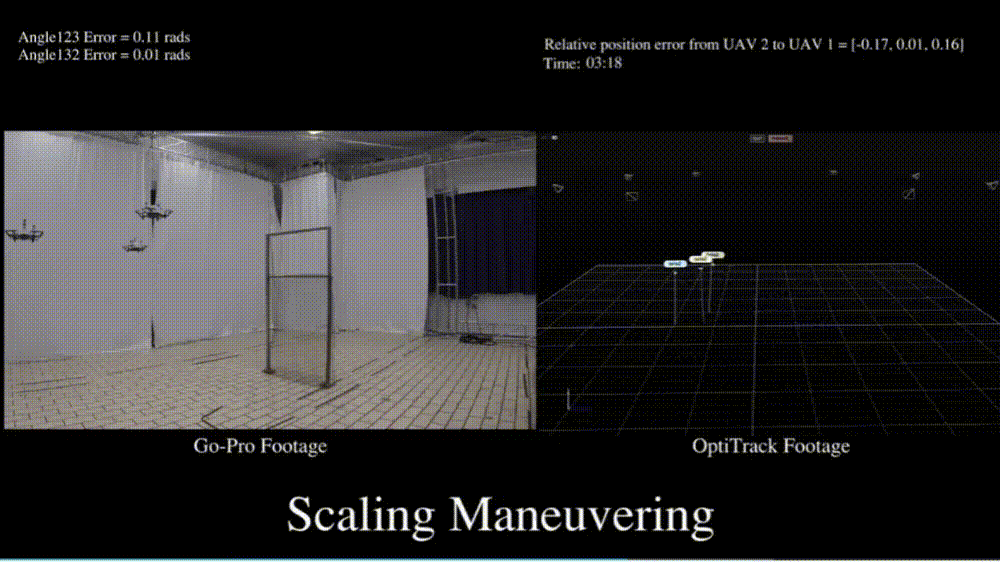 Angle123 Error = 0.11 rads
Angle132 Error = 0.01 rads
Relative position error from UAV 2 to UAV 1 = [-0.17, 0.01, 0.16]
Time: 03:18
Go-Pro Footage
OptiTrack Footage
Scaling Maneuvering